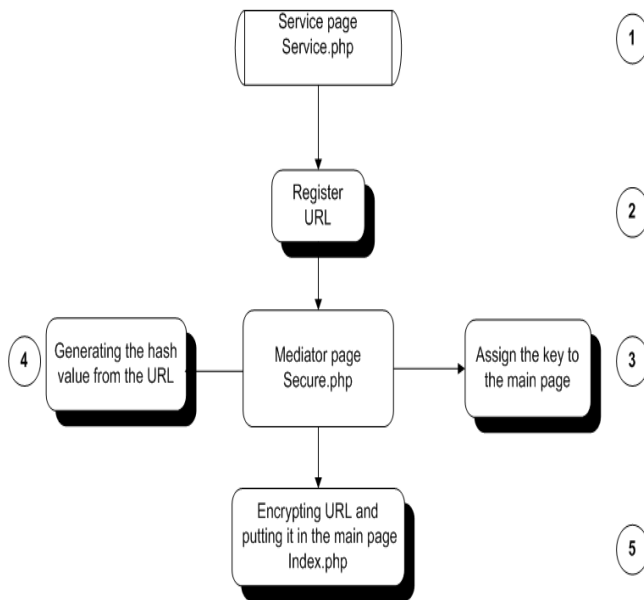 Service page
Service.php
1
Register
URL
2
4
Generating the hash
value from the URL
Mediator page
Secure.php
Assign the key to
the main page
3
Encrypting URL and
putting it in the main page
Index.php
5